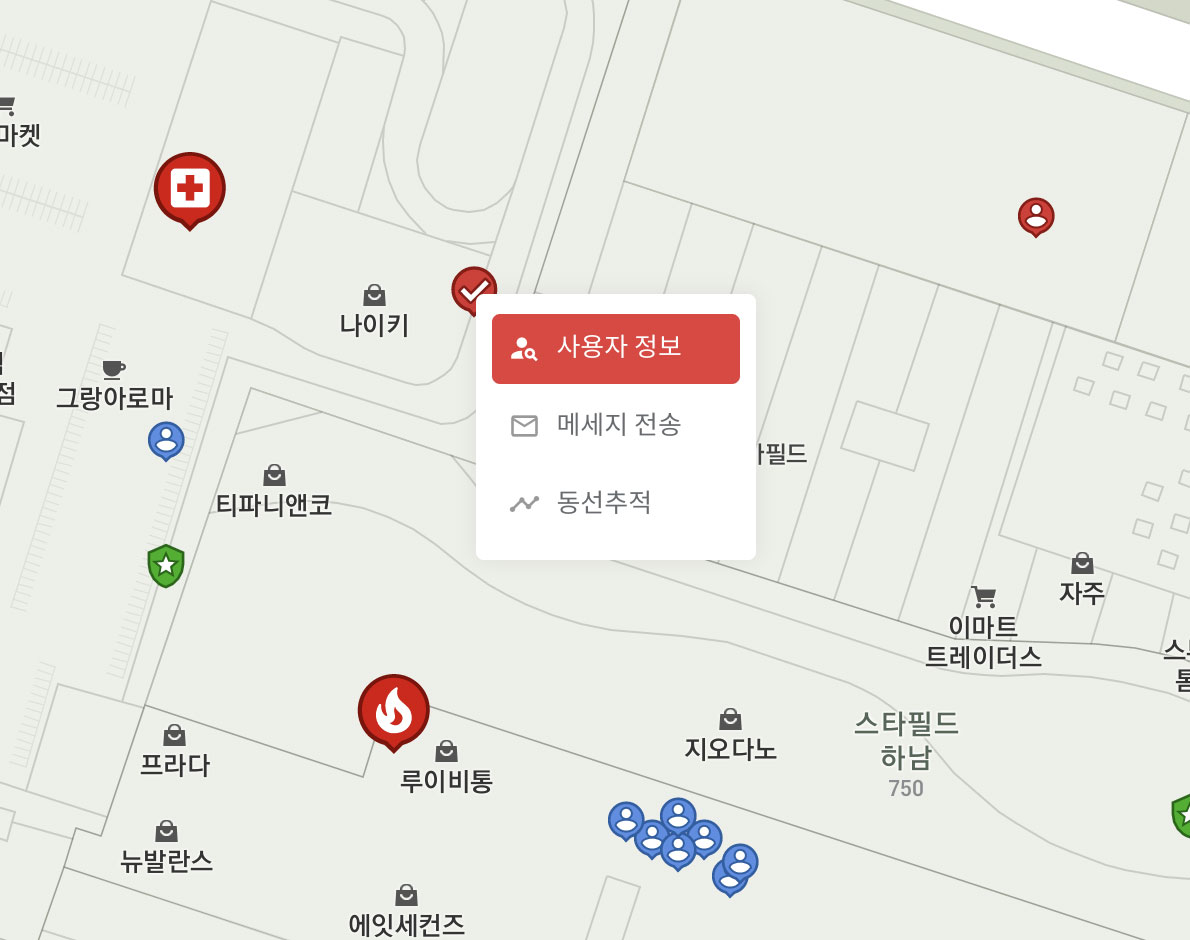 마켓
나이키
사용자 정보
그랑아로마
점
메세지 전송
필드
티파니앤코
동선추적
자주
이마트
트레이더스
스타필드
하남
750
지오다노
프라다
루이비통
뉴발란스
에잇세컨즈